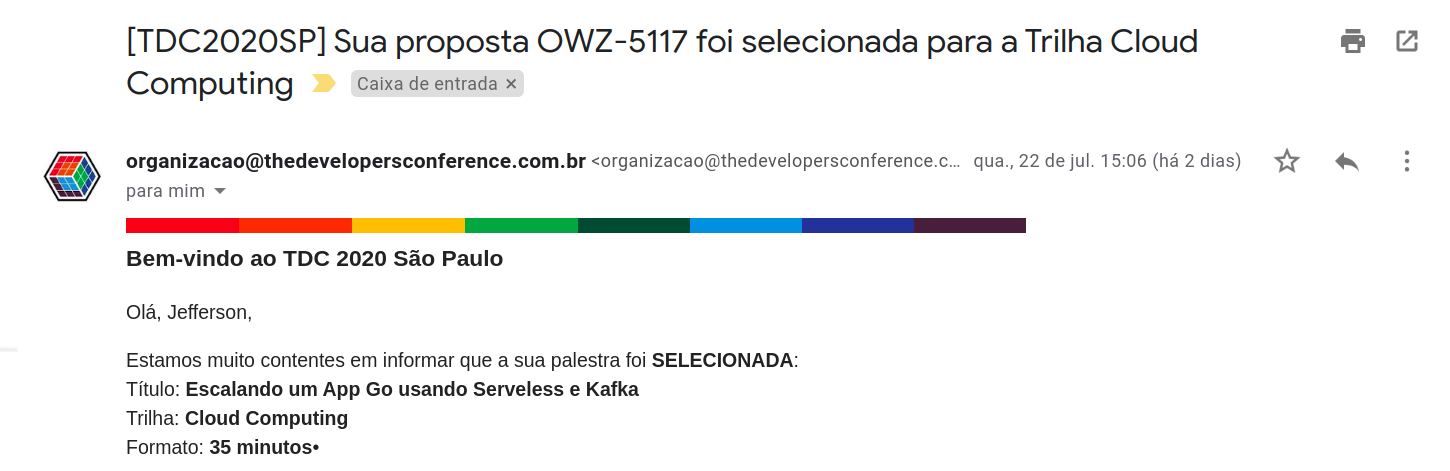 [TDC2020SP] Sua proposta OWZ-5117 foi selecionada para a Trilha Cloud
Computing Caixa de entrada ×
organizacao@thedevelopersconference.com.br <organizacao@thedevelopersconference.c… qua., 22 de jul. 15:06 (há 2 dias)
para mim
Bem-vindo ao TDC 2020 São Paulo
Olá, Jefferson,
Estamos muito contentes em informar que a sua palestra foi SELECIONADA:
Título: Escalando um App Go usando Serveless e Kafka
Trilha: Cloud Computing
Formato: 35 minutos•